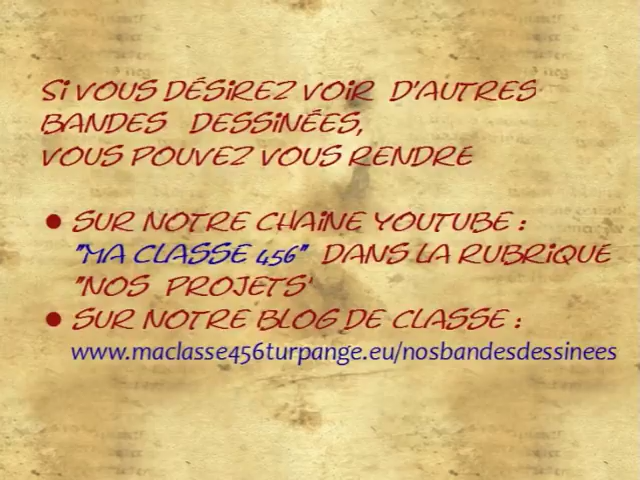 Si VOUS DÉSiREZ VOiR D'AUTRES
BANDES DESSiNÉES,
VOUS POUVEZ VOUS RENDRE
● SUR NOTRE CHAiNE YOUTUBE :
"MA CLASSE 456" DANS LA RUBRiQUE
"NOS PROJETS'
● SUR NOTRE BLOG DE CLASSE :
www.maclasse456turpange.eu/nosbandesdessinees